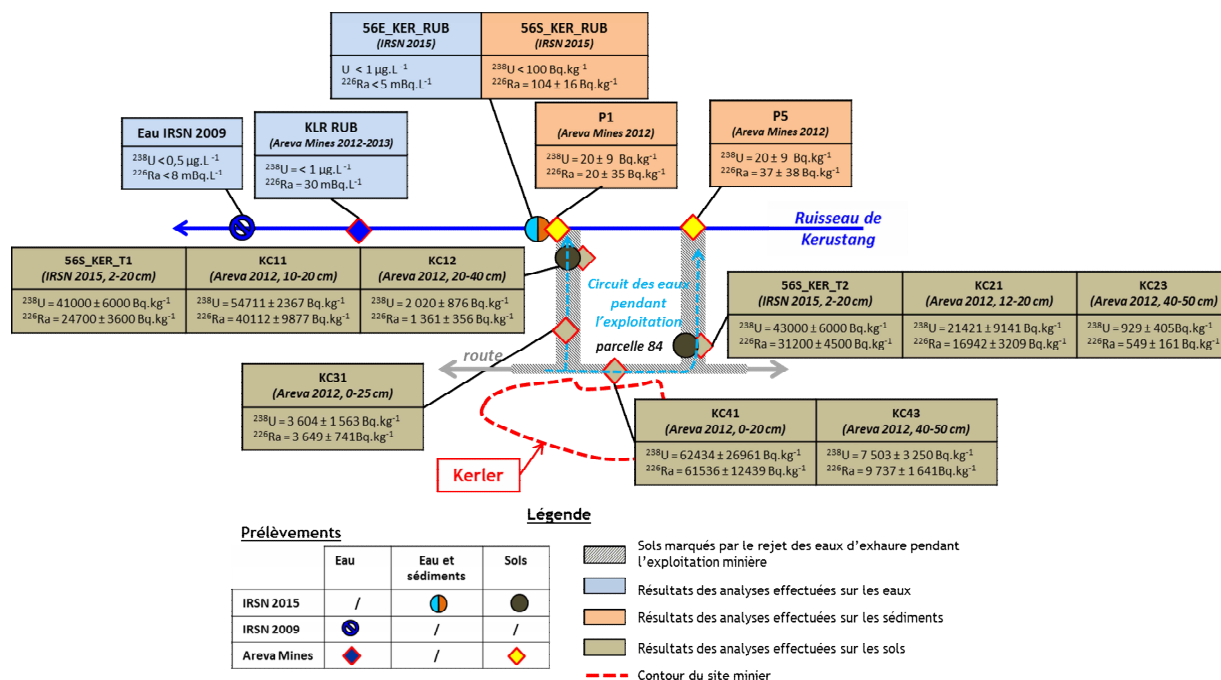 56E_KER_RUB
(IRSN 2015)
U < 1 µg.L⁻¹
²²⁶Ra < 5 mBq.L⁻¹
56S_KER_RUB
(IRSN 2015)
²³⁸U < 100 Bq.kg⁻¹
²²⁶Ra = 104 ± 16 Bq.kg⁻¹
Eau IRSN 2009
²³⁸U < 0,5 µg.L⁻¹
²²⁶Ra < 8 mBq.L⁻¹
KLR RUB
(Areva Mines 2012-2013)
²³⁸U = < 1 µg.L⁻¹
²²⁶Ra = 30 mBq.L⁻¹
P1
(Areva Mines 2012)
²³⁸U = 20 ± 9 Bq.kg⁻¹
²²⁶Ra = 20 ± 35 Bq.kg⁻¹
P5
(Areva Mines 2012)
²³⁸U = 20 ± 9 Bq.kg⁻¹
²²⁶Ra = 37 ± 38 Bq.kg⁻¹
Ruisseau de
Kerustang
56S_KER_T1
(IRSN 2015, 2-20cm)
²³⁸U = 41000 ± 6000 Bq.kg⁻¹
²²⁶Ra = 24700 ± 3600 Bq.kg⁻¹
KC11
(Areva 2012, 10-20 cm)
²³⁸U = 54711 ± 2367 Bq.kg⁻¹
²²⁶Ra = 40112 ± 9877 Bq.kg⁻¹
KC12
(Areva 2012, 20-40 cm)
²³⁸U = 2 020 ± 876 Bq.kg⁻¹
²²⁶Ra = 1 361 ± 356 Bq.kg⁻¹
Circuit des eaux
pendant
l'exploitation
parcelle 84
route
56S_KER_T2
(IRSN 2015, 2-20cm)
²³⁸U = 43000 ± 6000 Bq.kg⁻¹
²²⁶Ra = 31200 ± 4500 Bq.kg⁻¹
KC21
(Areva 2012, 12-20 cm)
²³⁸U = 21421 ± 9141 Bq.kg⁻¹
²²⁶Ra = 16942 ± 3209 Bq.kg⁻¹
KC23
(Areva 2012, 40-50 cm)
²³⁸U = 929 ± 405 Bq.kg⁻¹
²²⁶Ra = 549 ± 161 Bq.kg⁻¹
KC31
(Areva 2012, 0-25 cm)
²³⁸U = 3 604 ± 1 563 Bq.kg⁻¹
²²⁶Ra = 3 649 ± 741Bq.kg⁻¹
KC41
(Areva 2012, 0-20 cm)
²³⁸U = 62434 ± 26961 Bq.kg⁻¹
²²⁶Ra = 61536 ± 12439 Bq.kg⁻¹
KC43
(Areva 2012, 40-50 cm)
²³⁸U = 7 503 ± 3 250 Bq.kg⁻¹
²²⁶Ra = 9 737 ± 1 641Bq.kg⁻¹
Kerler
Légende
Prélèvements
Eau
Eau et
sédiments
Sols
IRSN 2015 /
IRSN 2009 / /
Areva Mines /
Sols marqués par le rejet des eaux d'exhaure pendant
l'exploitation minière
Résultats des analyses effectuées sur les eaux
Résultats des analyses effectuées sur les sédiments
Résultats des analyses effectuées sur les sols
Contour du site minier